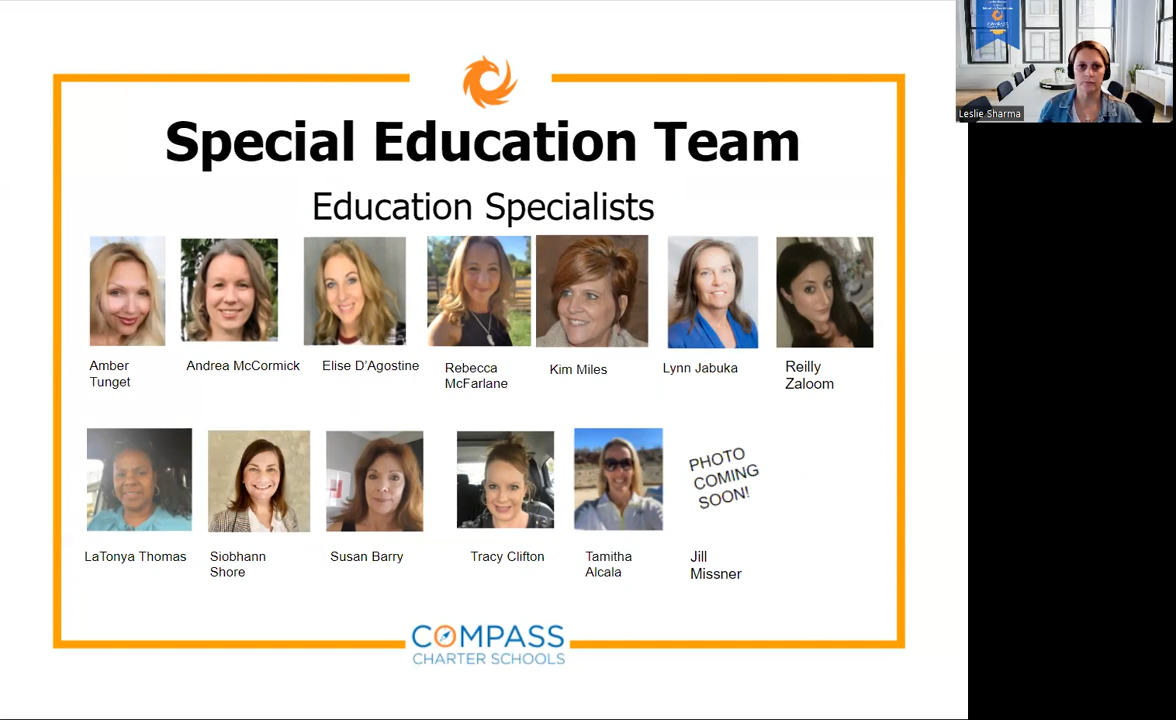 Special Education Team
Education Specialists
Amber
Tunget
Andrea McCormick
Elise D'Agostine
Rebecca
McFarlane
Kim Miles
Lynn Jabuka
Reilly
Zaloom
PHOTO
COMING
SOON!
LaTonya Thomas
Siobhann
Shore
Susan Barry
Tracy Clifton
Tamitha
Alcala
Jill
Missner
COMPASS
CHARTER SCHOOLS
COMPASS
Leslie Sharma